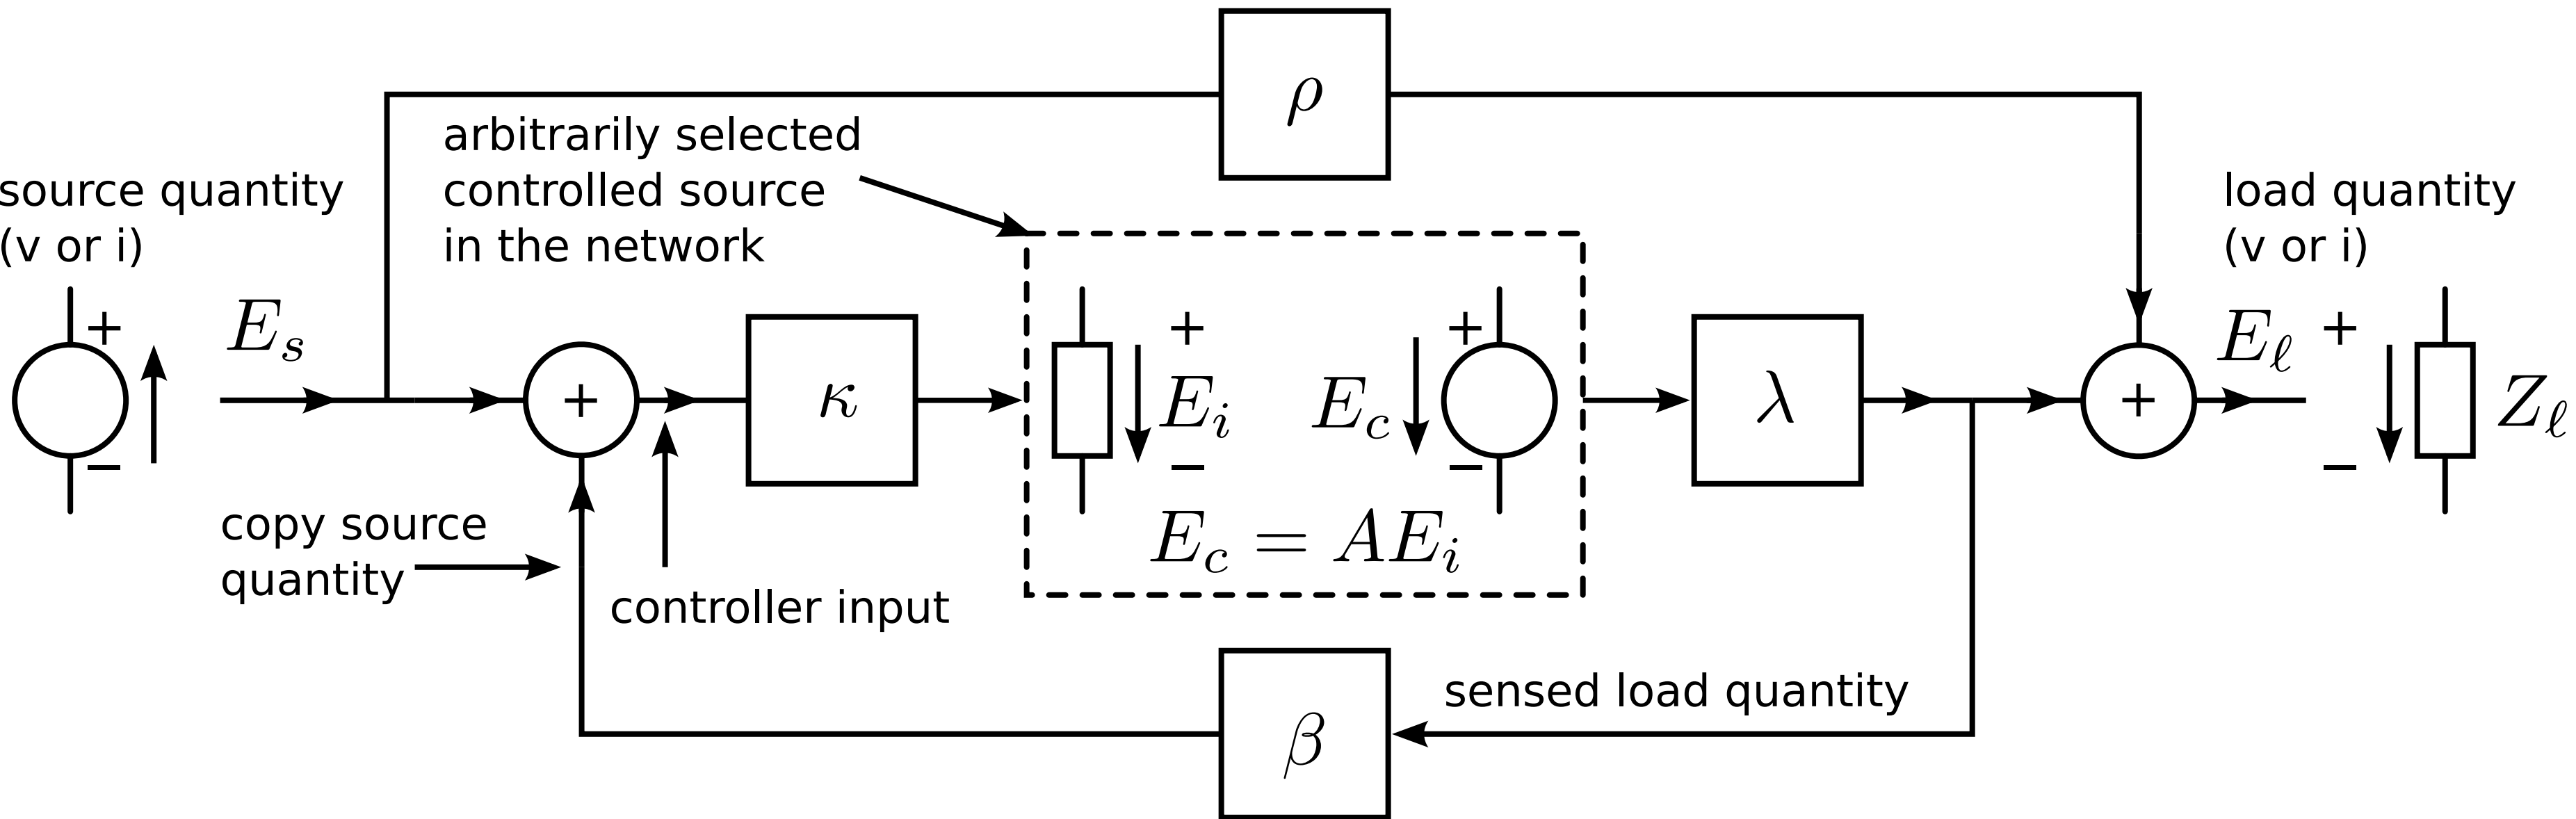 ρ
arbitrarily selected
controlled source
in the network
source quantity
(v or i)
load quantity
(v or i)
+
−
E_s
+
κ
+
E_i
−
+
E_c
−
E_c = AE_i
λ
+
E_ℓ
+
−
Z_ℓ
copy source
quantity
controller input
sensed load quantity
β